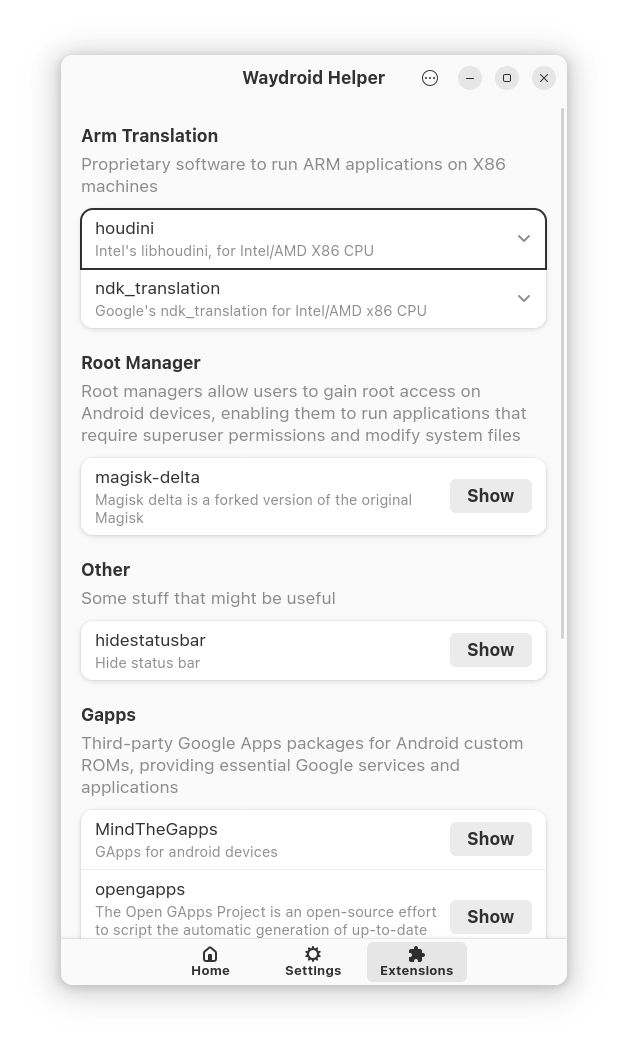 Waydroid Helper
Arm Translation
Proprietary software to run ARM applications on X86
machines
houdini
Intel's libhoudini, for Intel/AMD X86 CPU
ndk_translation
Google's ndk_translation for Intel/AMD x86 CPU
Root Manager
Root managers allow users to gain root access on
Android devices, enabling them to run applications that
require superuser permissions and modify system files
magisk-delta
Magisk delta is a forked version of the original
Magisk
Show
Other
Some stuff that might be useful
hidestatusbar
Hide status bar
Show
Gapps
Third-party Google Apps packages for Android custom
ROMs, providing essential Google services and
applications
MindTheGapps
GApps for android devices
Show
opengapps
The Open GApps Project is an open-source effort
to script the automatic generation of up-to-date
Show
Home
Settings
Extensions